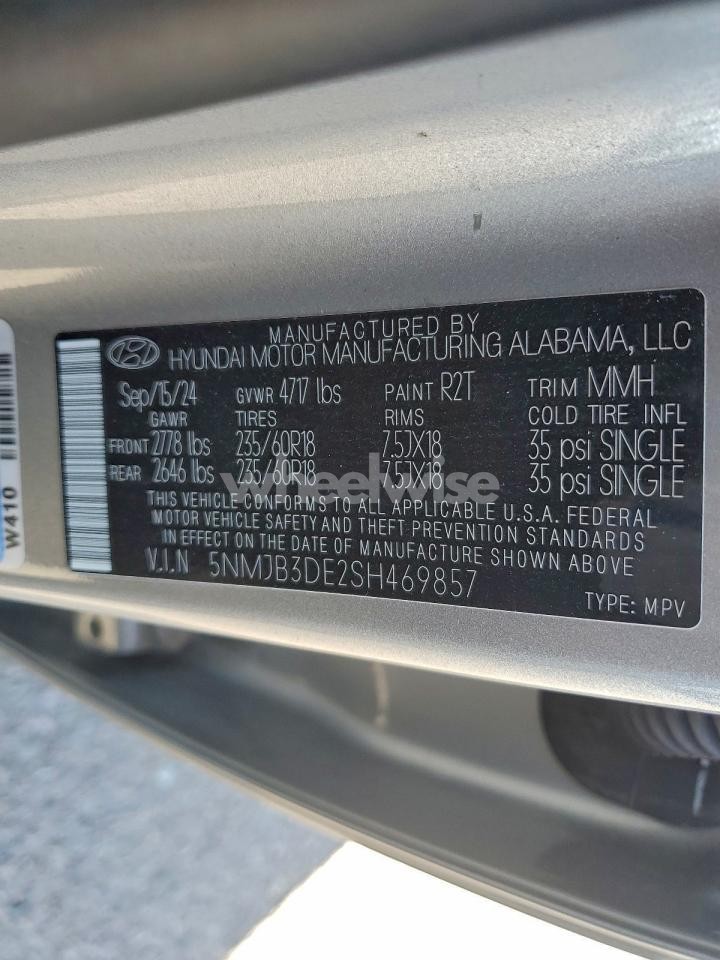 MANUFACTURED BY
HYUNDAI MOTOR MANUFACTURING ALABAMA, LLC
Sep/15/24 GVWR 4717 lbs PAINT R2T TRIM MMH
GAWR TIRES RIMS COLD TIRE INFL
FRONT 2778 lbs 235/60R18 7.5JX18 35 psi SINGLE
REAR 2646 lbs 235/60R18 7.5JX18 35 psi SINGLE
THIS VEHICLE CONFORMS TO ALL APPLICABLE U.S.A. FEDERAL
MOTOR VEHICLE SAFETY AND THEFT PREVENTION STANDARDS
IN EFFECT ON THE DATE OF MANUFACTURE SHOWN ABOVE
V.I.N 5NMJB3DE2SH469857
TYPE: MPV
W410
wheelwise